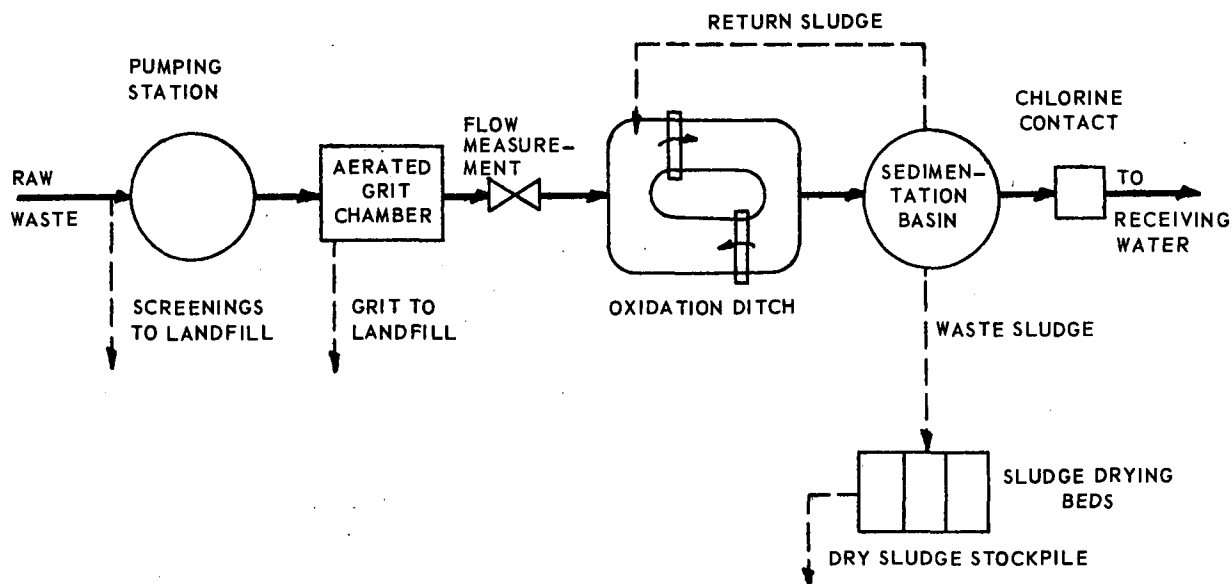 RETURN SLUDGE
PUMPING
STATION
CHLORINE
CONTACT
FLOW
MEASURE-
MENT
RAW
WASTE
AERATED
GRIT
CHAMBER
SEDIMEN-
TATION
BASIN
TO
RECEIVING
WATER
SCREENINGS
TO LANDFILL
GRIT TO
LANDFILL
OXIDATION DITCH
WASTE SLUDGE
SLUDGE DRYING
BEDS
DRY SLUDGE STOCKPILE